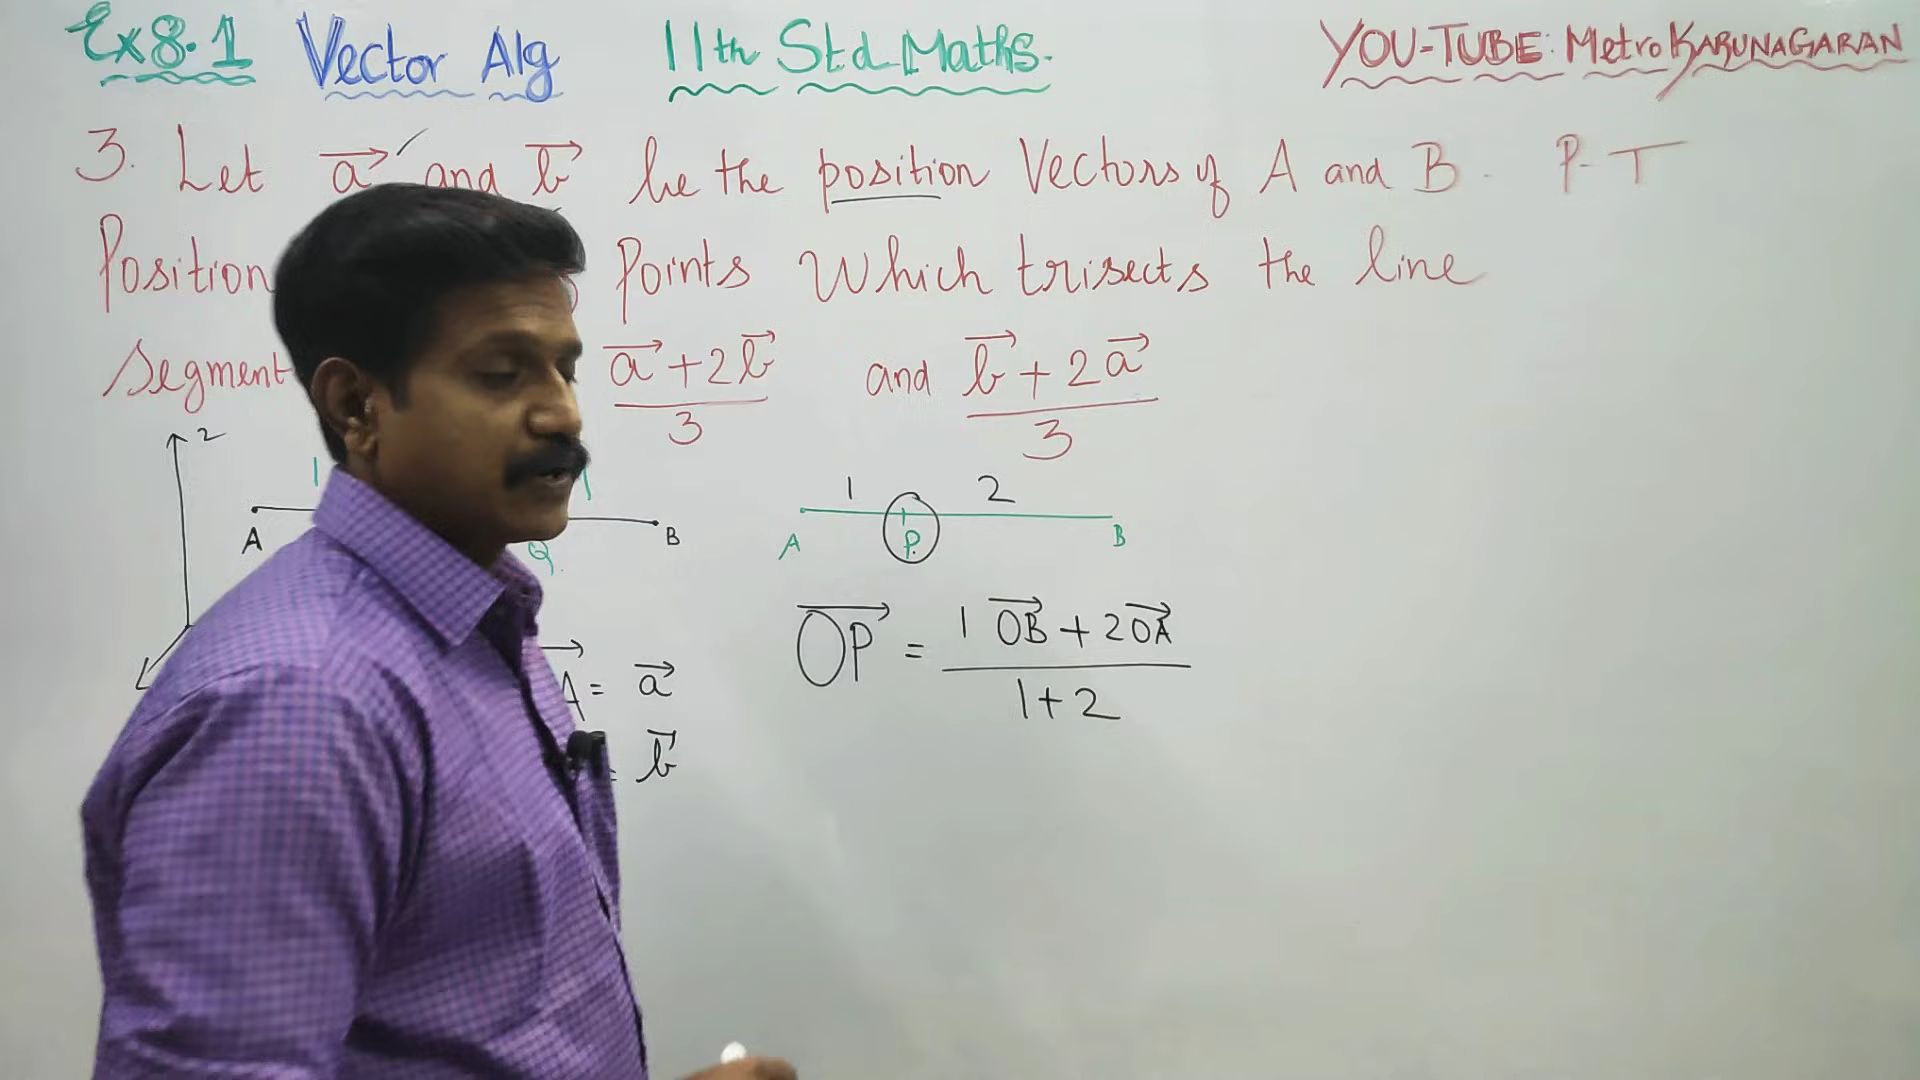 Ex 8.1 Vector Alg 11th Std Maths. YOU-TUBE: Metro KARUNAGARAN
3. Let a⃗ and b⃗ be the position Vectors of A and B. P.T
Position Points Which trisects the line
Segment a⃗ + 2b⃗ / 3 and b⃗ + 2a⃗ / 3
1 1 1 2
A Q B A P. B
OP⃗ = 1 OB⃗ + 2 OA⃗ / 1+2
A = a⃗
= b⃗